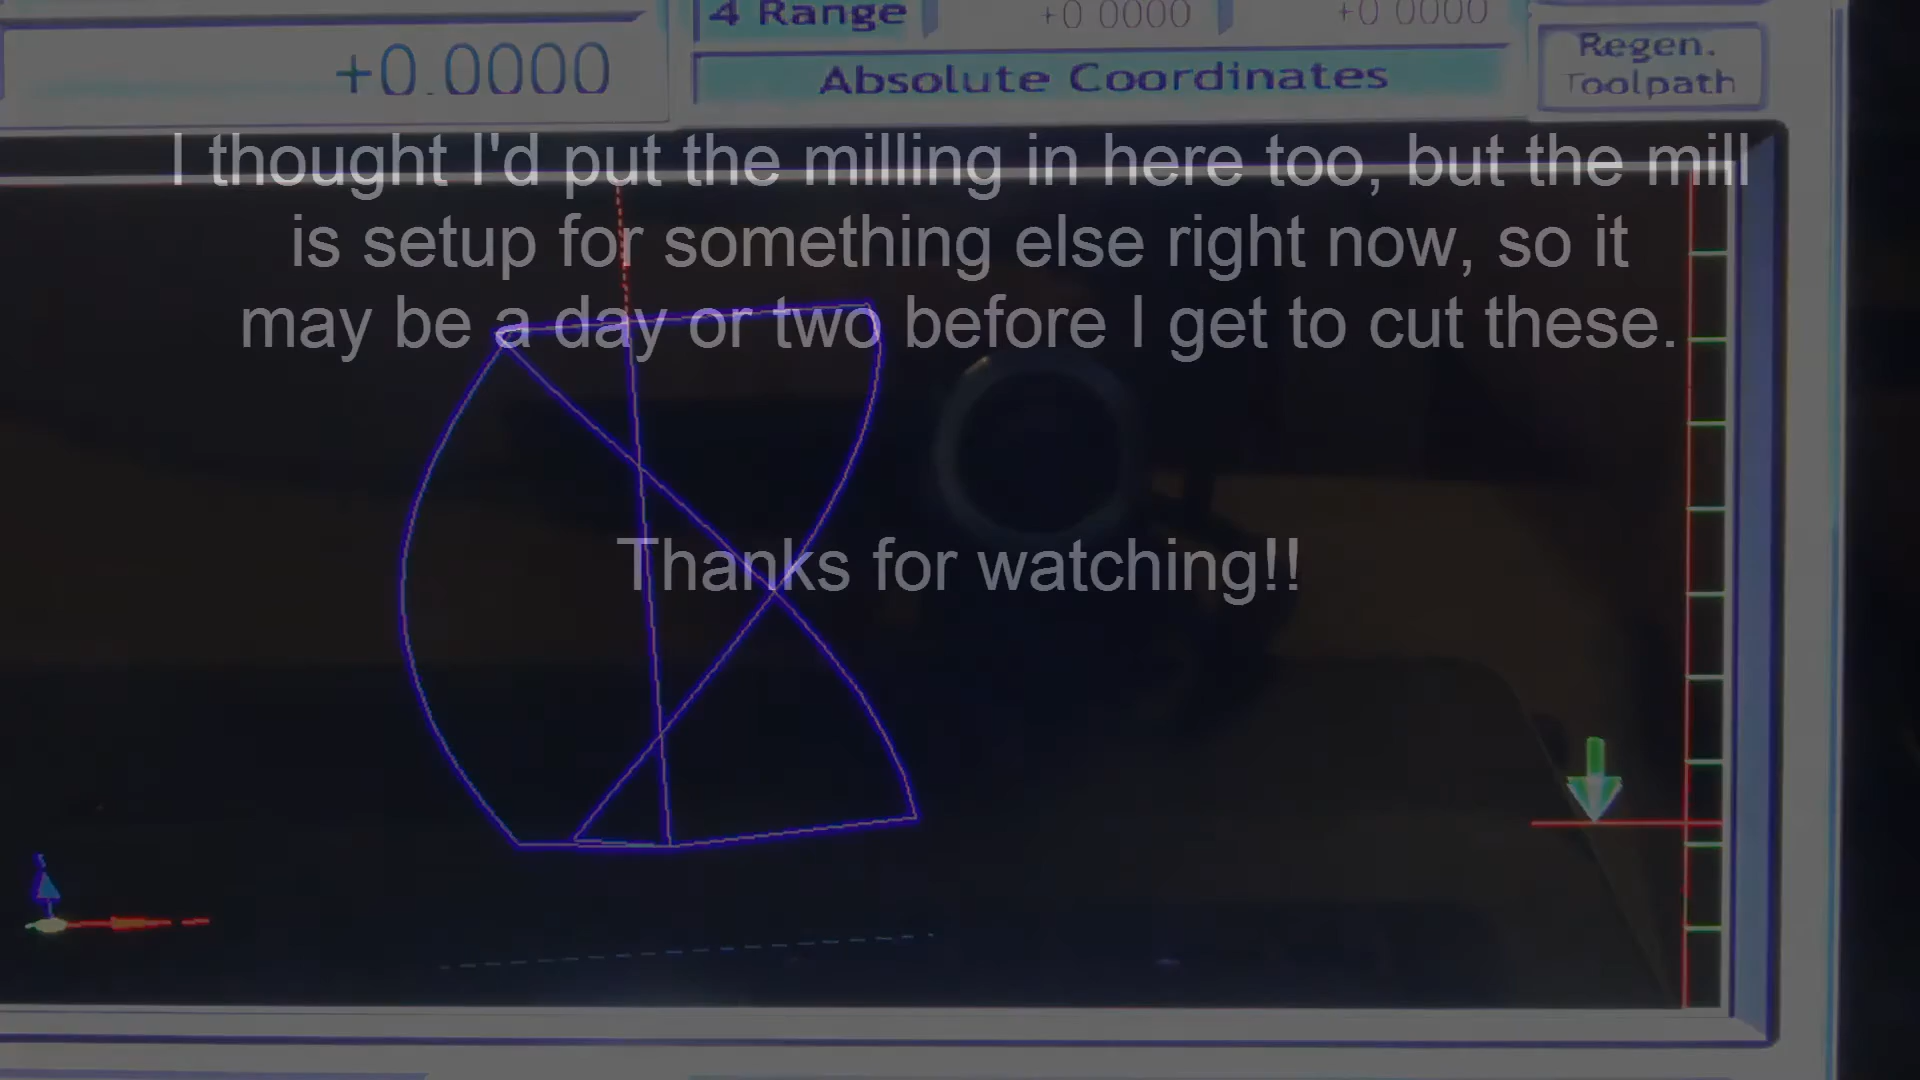 4 Range
+0 0000
+0 0000
+0.0000
Absolute Coordinates
Regen.
Toolpath
I thought I'd put the milling in here too, but the mill
is setup for something else right now, so it
may be a day or two before I get to cut these.
Thanks for watching!!